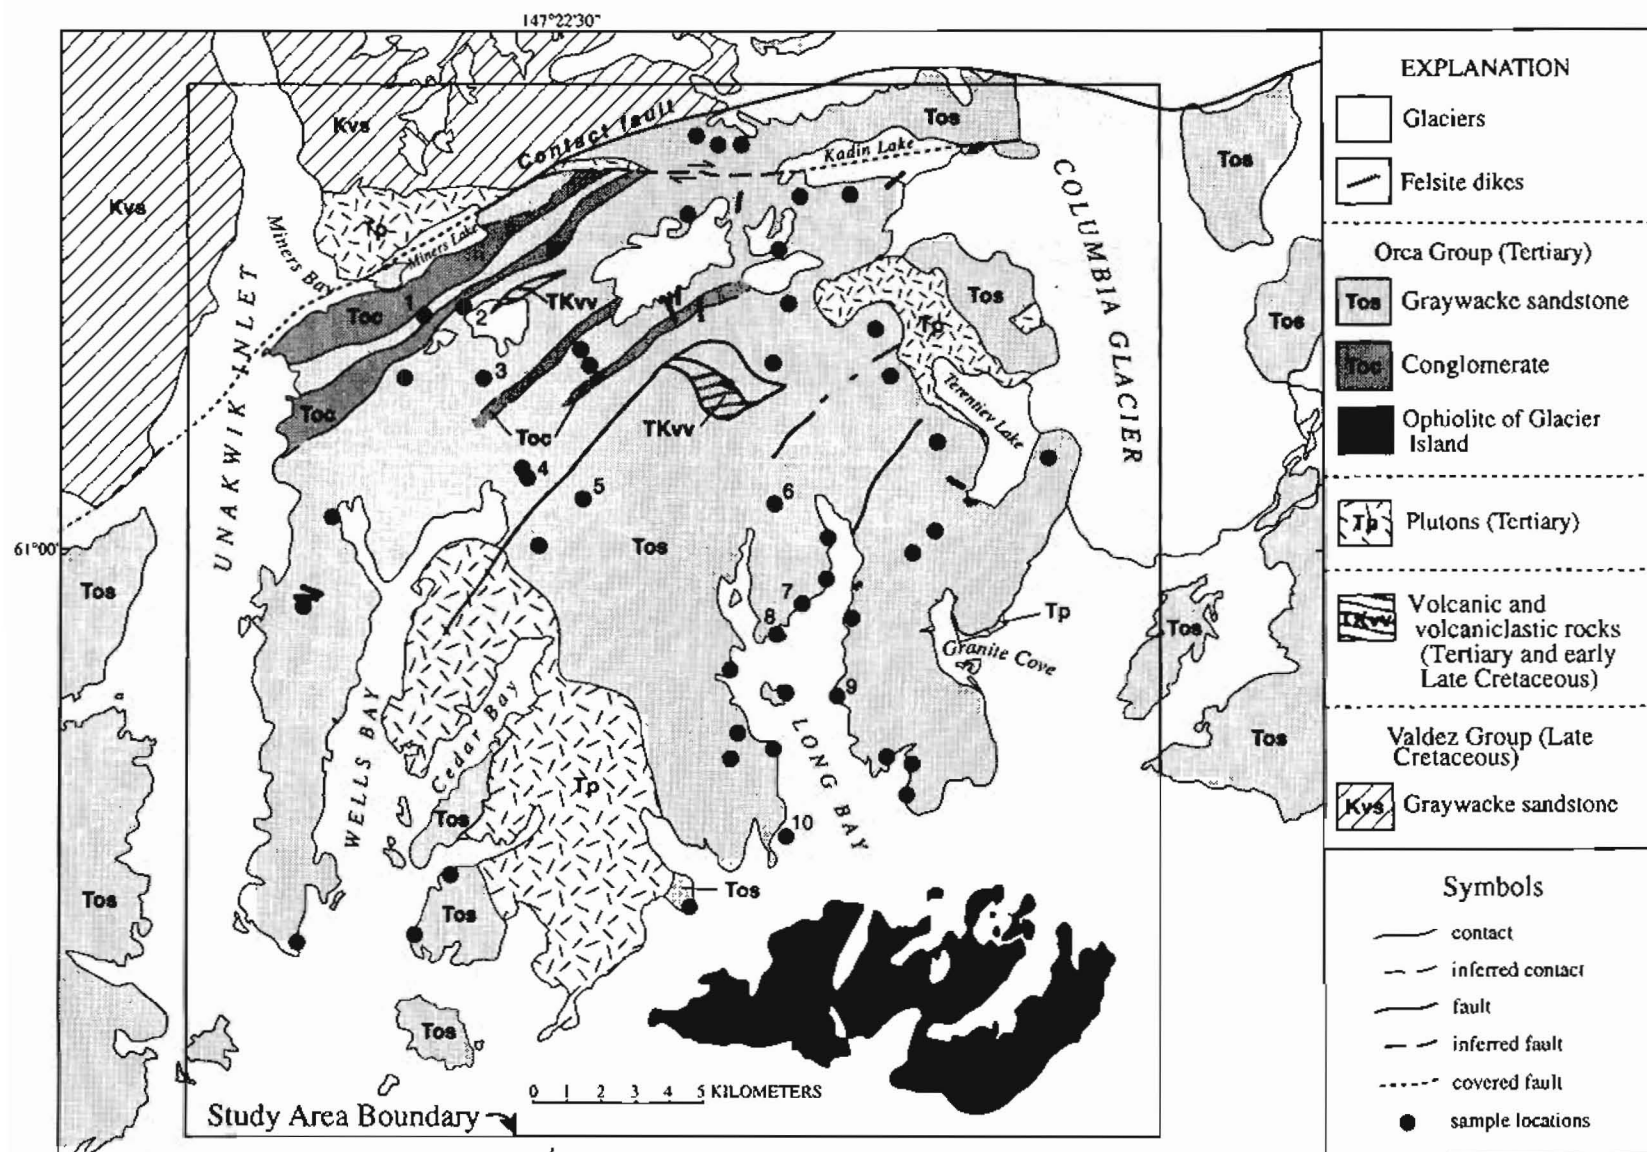 147°22'30"
EXPLANATION
Glaciers
Felsite dikes
Orca Group (Tertiary)
Tos
Graywacke sandstone
Toc
Conglomerate
Ophiolite of Glacier
Island
Tp
Plutons (Tertiary)
TKvv
Volcanic and
volcaniclastic rocks
(Tertiary and early
Late Cretaceous)
Valdez Group (Late
Cretaceous)
Kvs
Graywacke sandstone
Symbols
contact
inferred contact
fault
inferred fault
covered fault
sample locations
Kvs
Kvs
Contact fault
Tos
Kadin Lake
Tos
COLUMBIA GLACIER
Tp
Miners Lake
Miners Bay
UNAKWIK INLET
Toc
1
2
TKvv
Tos
Tp
Tos
3
Toc
Toc
TKvv
Terentiev Lake
4
5
6
61°00'
Tos
Tos
7
8
Tp
Granite Cove
Tos
9
WELLS BAY
Cedar Bay
LONG BAY
Tos
Tp
Tos
10
Tos
Tos
Tos
Tos
0 1 2 3 4 5 KILOMETERS
Study Area Boundary